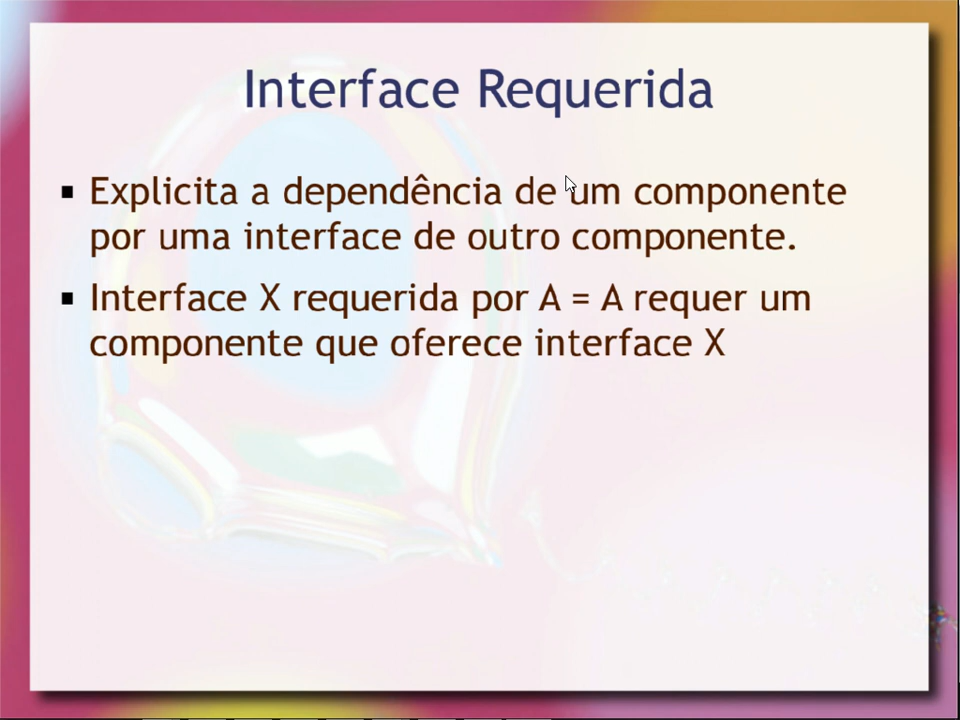 Interface Requerida
▪ Explicita a dependência de um componente
por uma interface de outro componente.
▪ Interface X requerida por A = A requer um
componente que oferece interface X